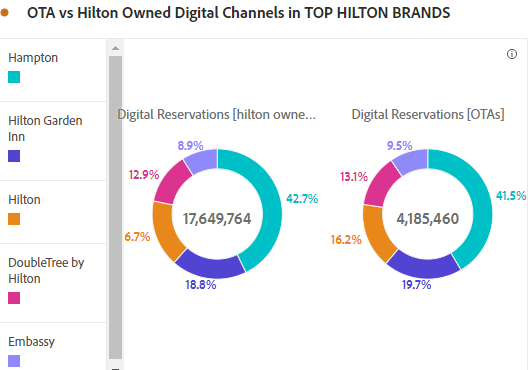 OTA vs Hilton Owned Digital Channels in TOP HILTON BRANDS
Hampton
Hilton Garden
Inn
Hilton
DoubleTree by
Hilton
Embassy
Digital Reservations [hilton owne...
8.9%
12.9%
42.7%
17,649,764
6.7%
18.8%
Digital Reservations [OTAs]
9.5%
13.1%
41.5%
4,185,460
16.2%
19.7%